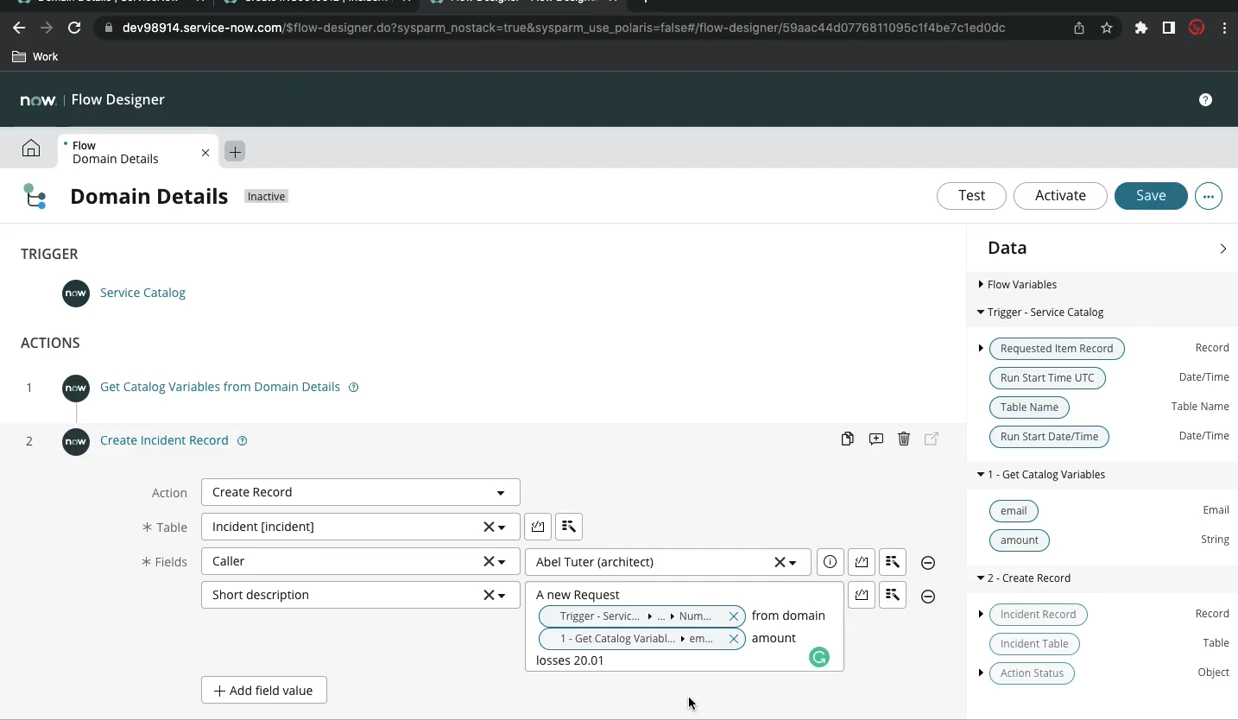 dev98914.service-now.com/$flow-designer.do?sysparm_nostack=true&sysparm_use_polaris=false#/flow-designer/59aac44d0776811095c1f4be7c1ed0dc
Work
now | Flow Designer
?
Flow
Domain Details
Domain Details Inactive
Test Activate Save ...
TRIGGER
now Service Catalog
ACTIONS
1 now Get Catalog Variables from Domain Details ?
2 now Create Incident Record ?
Action Create Record
* Table Incident [incident]
* Fields Caller Abel Tuter (architect)
Short description A new Request
Trigger - Servic... ▸ ... ▸ Num... from domain
1 - Get Catalog Variabl... ▸ em... amount
losses 20.01
+ Add field value
Data
Flow Variables
Trigger - Service Catalog
Requested Item Record Record
Run Start Time UTC Date/Time
Table Name Table Name
Run Start Date/Time Date/Time
1 - Get Catalog Variables
email Email
amount String
2 - Create Record
Incident Record Record
Incident Table Table
Action Status Object